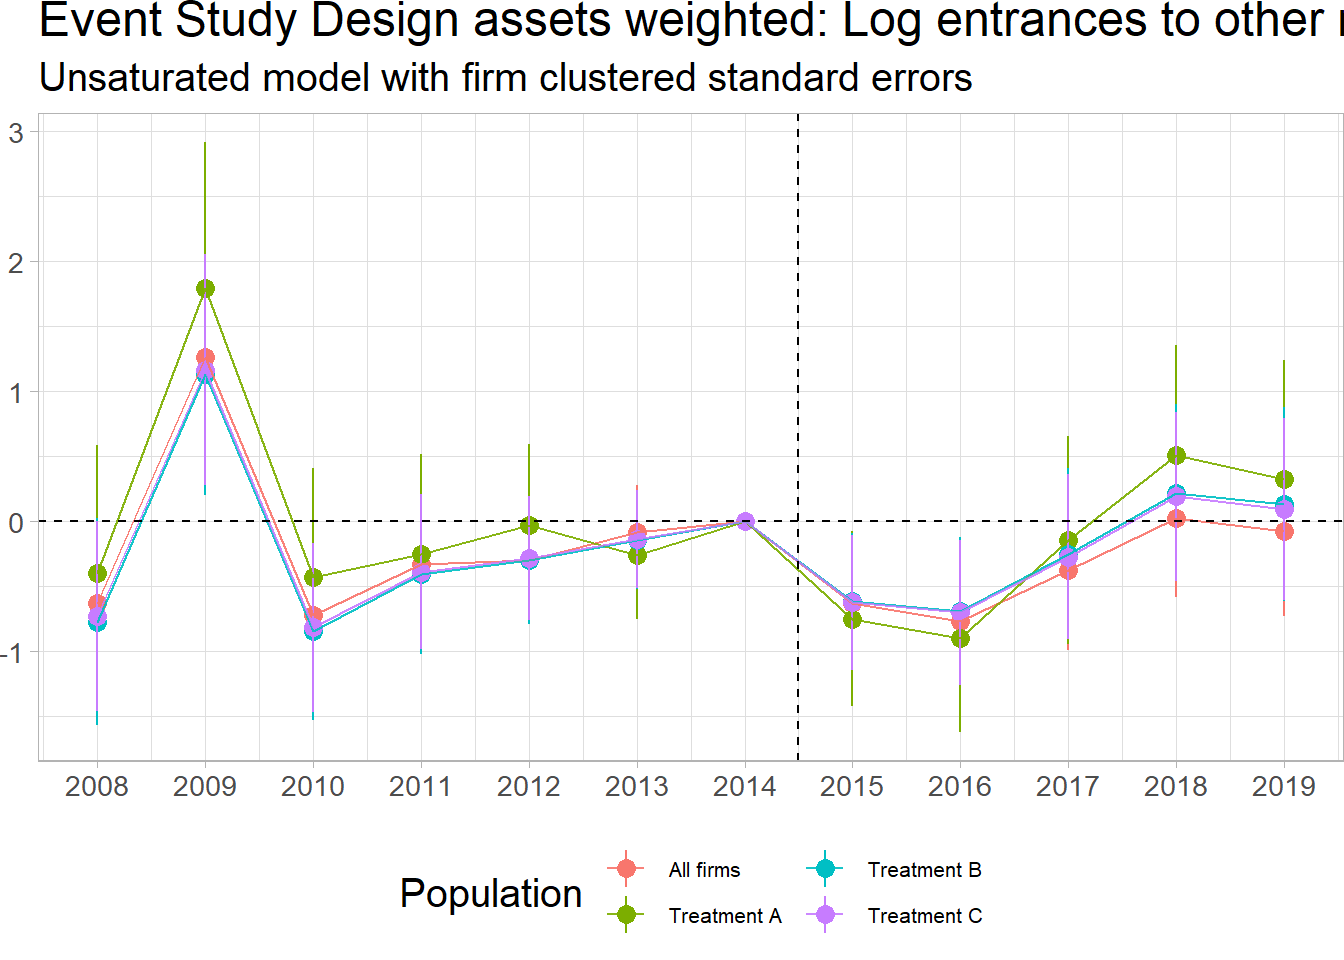 Event Study Design assets weighted: Log entrances to other
Unsaturated model with firm clustered standard errors
3
2
1
0
-1
2008 2009 2010 2011 2012 2013 2014 2015 2016 2017 2018 2019
Population
All firms
Treatment A
Treatment B
Treatment C